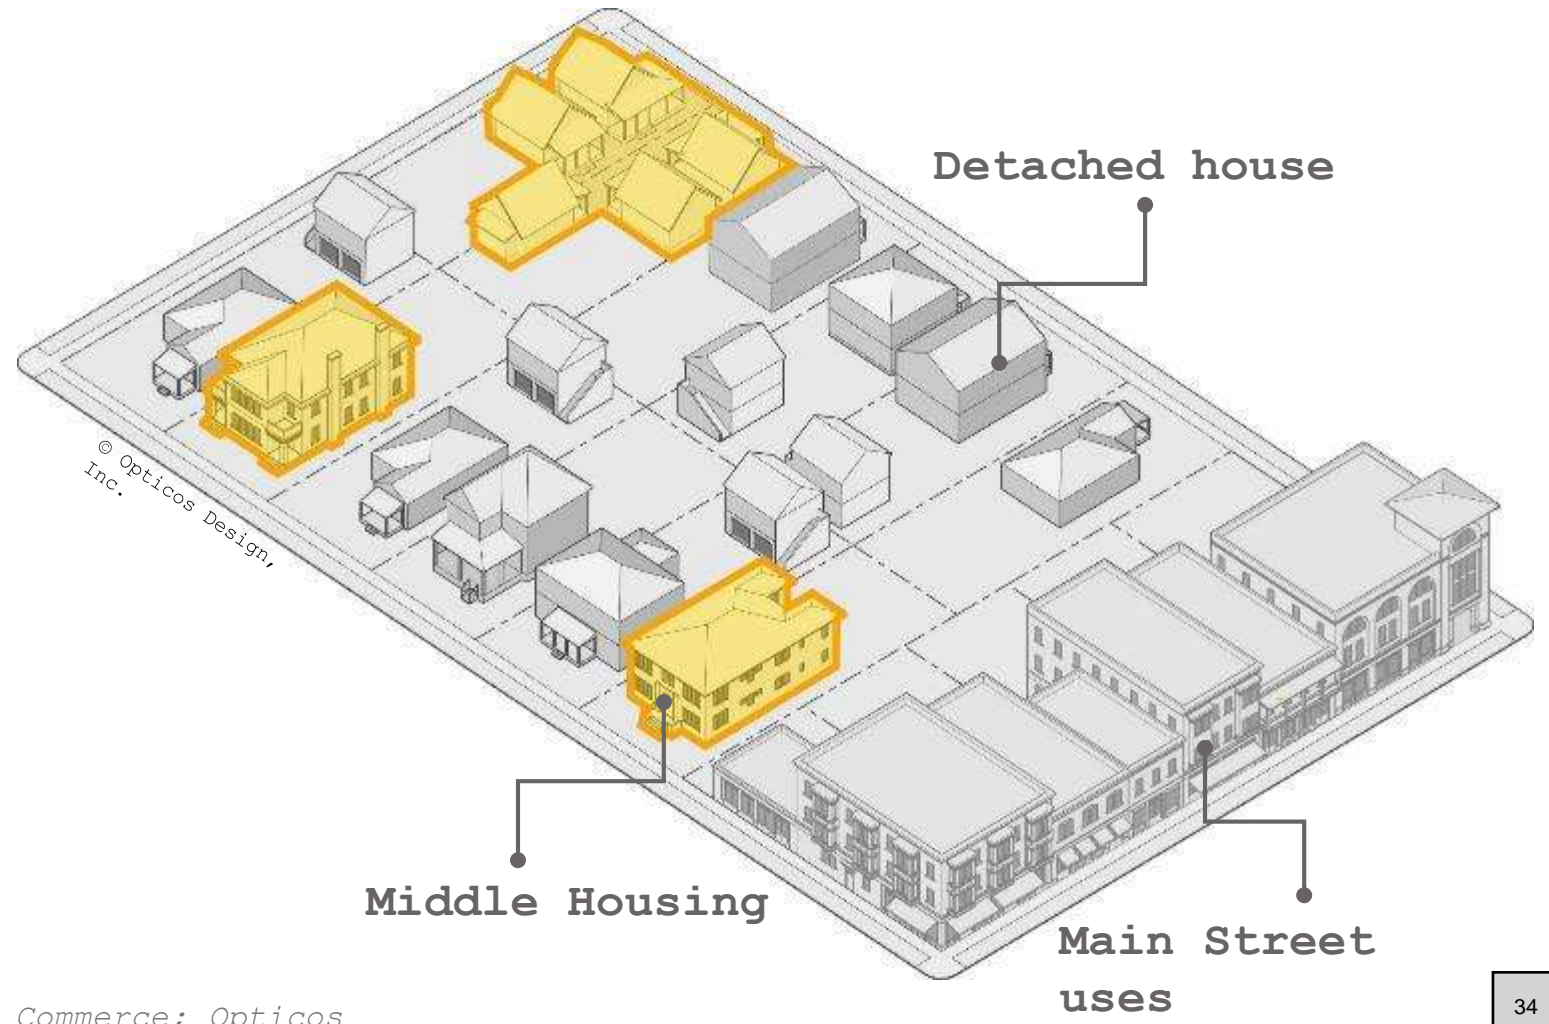 Detached house
© Opticos Design,
Inc.
Middle Housing
Main Street
uses
Commerce; Opticos
34